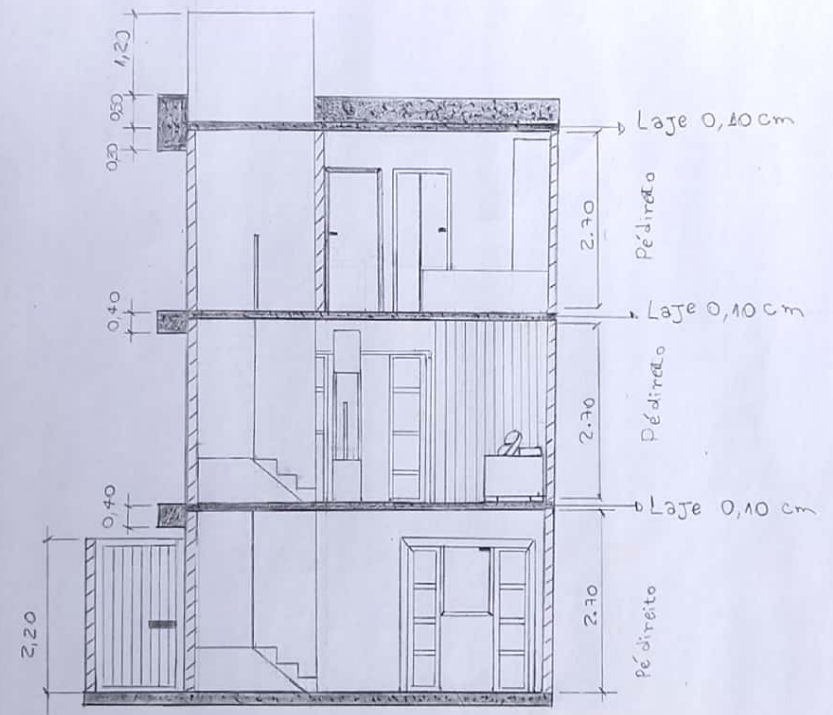 1,20
0,50
0,30
Laje 0,10 cm
2.70
Pé direito
0,40
Laje 0,10 cm
2.70
Pé direito
0,40
Laje 0,10 cm
2,20
2.70
Pé direito